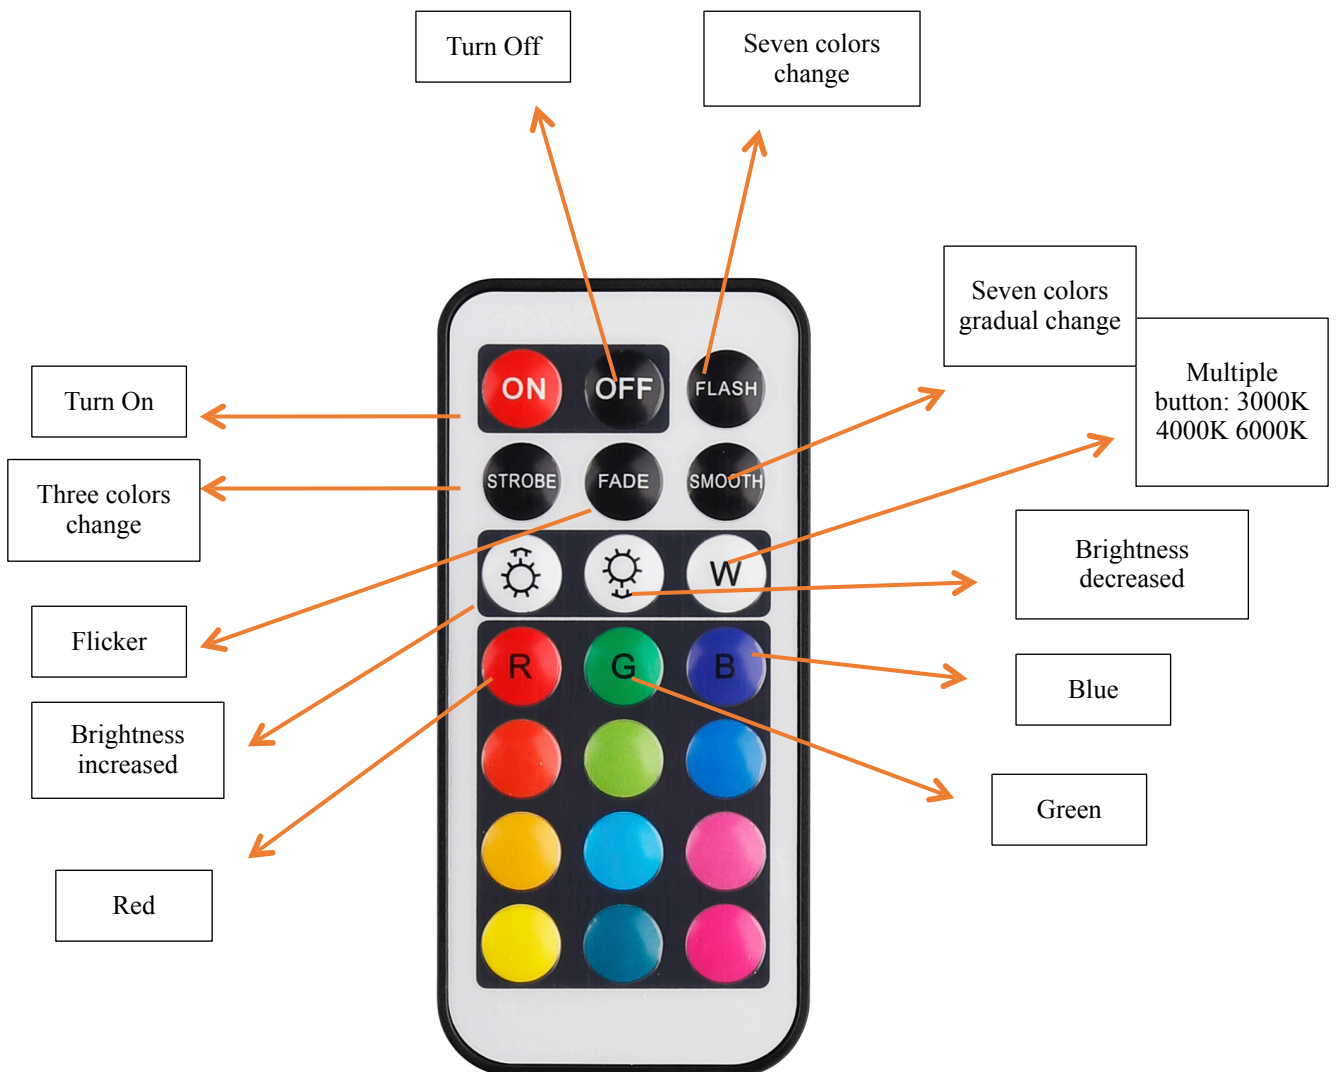 Turn Off
Seven colors
change
Seven colors
gradual change
Multiple
button: 3000K
4000K 6000K
Turn On
ON
OFF
FLASH
Three colors
change
STROBE
FADE
SMOOTH
Brightness
decreased
W
Flicker
R
G
B
Blue
Brightness
increased
Green
Red